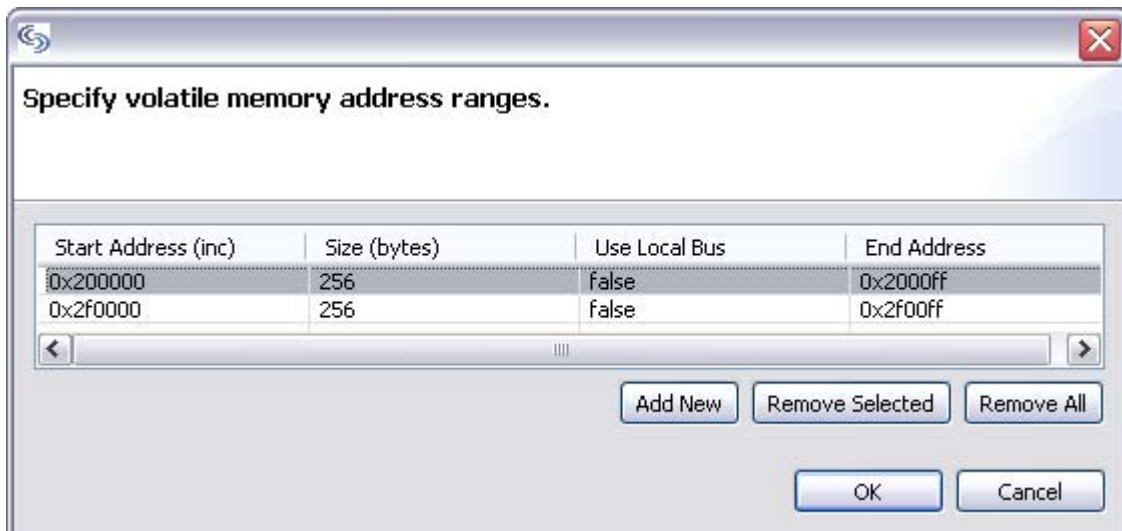 Specify volatile memory address ranges.
Start Address (inc) Size (bytes) Use Local Bus End Address
0x200000 256 false 0x2000ff
0x2f0000 256 false 0x2f00ff
Add New Remove Selected Remove All
OK Cancel